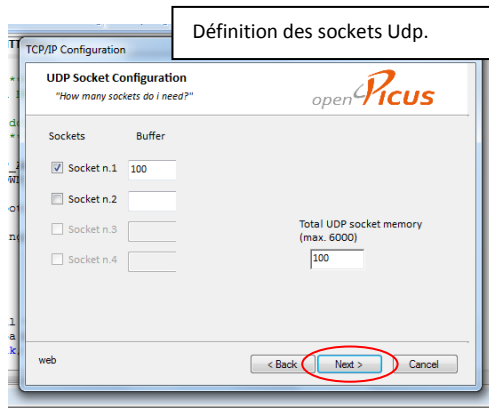 Définition des sockets Udp.
TCP/IP Configuration
UDP Socket Configuration
"How many sockets do i need?"
openPicus
Sockets Buffer
Socket n.1 100
Socket n.2
Socket n.3
Socket n.4
Total UDP socket memory
(max. 6000)
100
web
< Back Next > Cancel